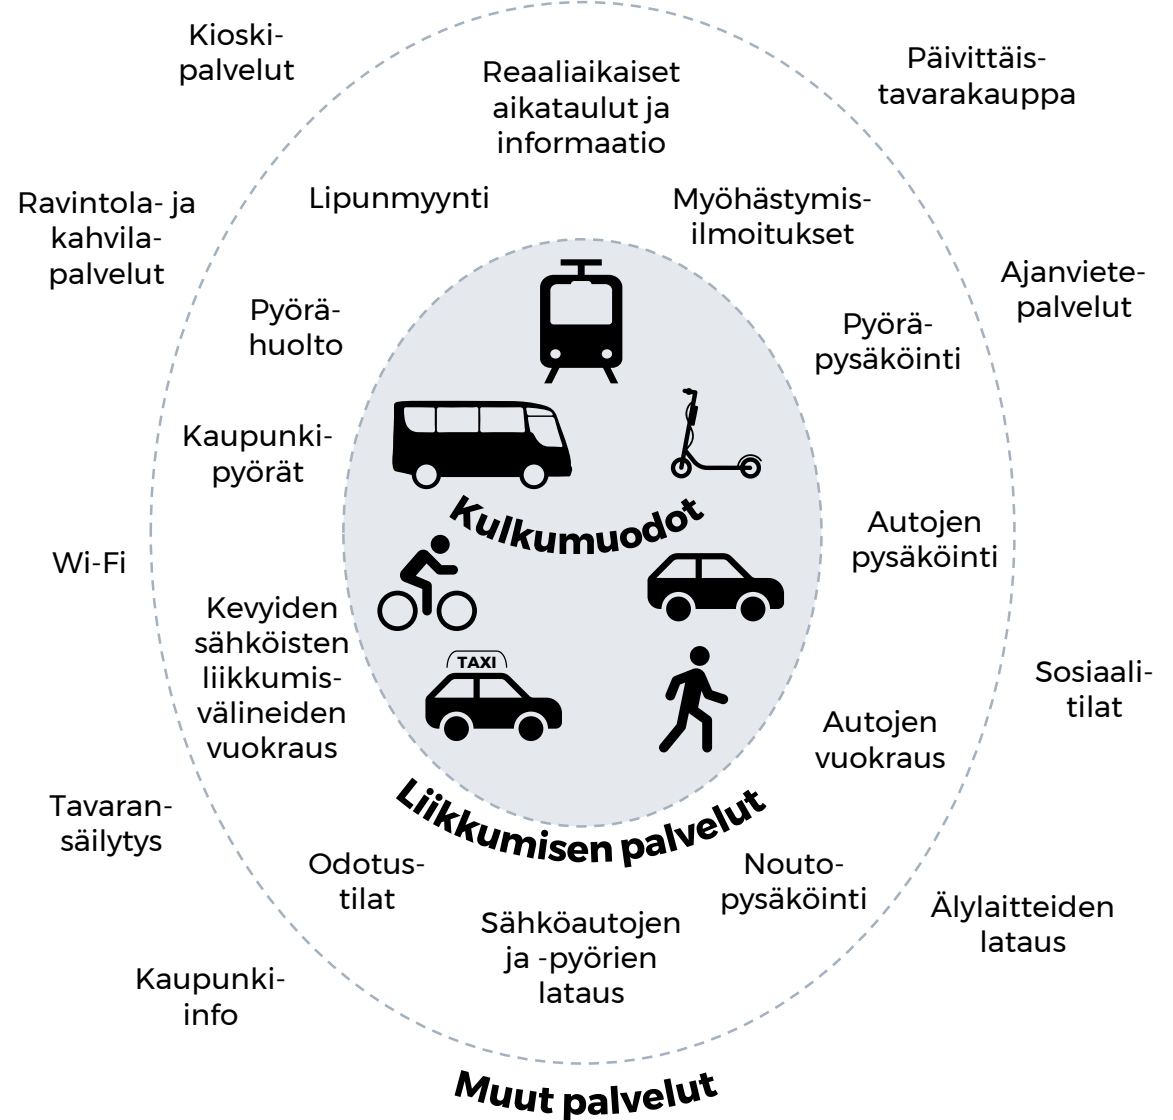 Kioski-
palvelut
Reaaliaikaiset
aikataulut ja
informaatio
Päivittäis-
tavarakauppa
Ravintola- ja
kahvila-
palvelut
Lipunmyynti
Myöhästymis-
ilmoitukset
Ajanviete-
palvelut
Pyörä-
huolto
Pyörä-
pysäköinti
Kaupunki-
pyörät
Kulkumuodot
Autojen
pysäköinti
Wi-Fi
Kevyiden
sähköisten
liikkumis-
välineiden
vuokraus
TAXI
Sosiaali-
tilat
Autojen
vuokraus
Liikkumisen palvelut
Tavaran-
säilytys
Odotus-
tilat
Nouto-
pysäköinti
Sähköautojen
ja -pyörien
lataus
Älylaitteiden
lataus
Kaupunki-
info
Muut palvelut